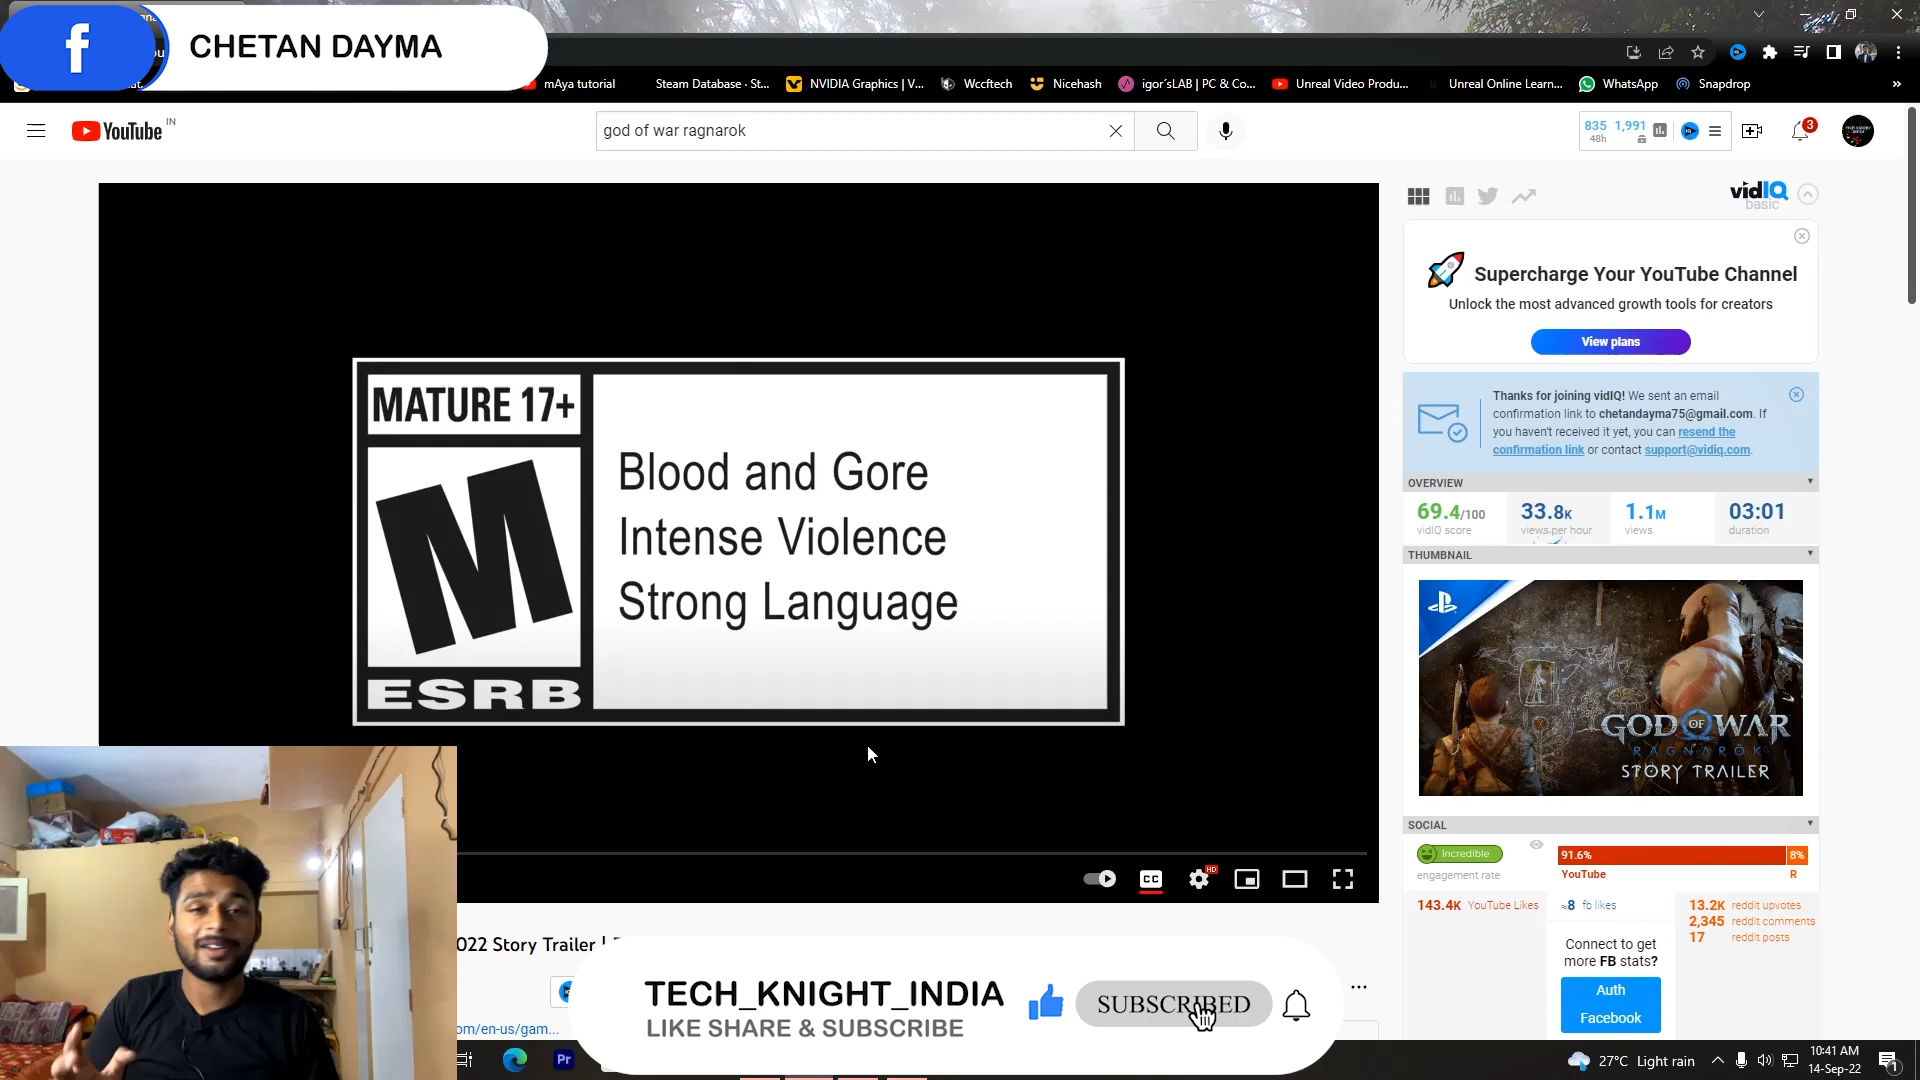 CHETAN DAYMA
mAya tutorial
Steam Database · St...
NVIDIA Graphics | V...
Wccftech
Nicehash
igor´sLAB | PC & Co...
Unreal Video Produ...
Unreal Online Learn...
WhatsApp
Snapdrop
»
YouTube IN
god of war ragnarok
835 1,991
48h
3
vidIQ
basic
Supercharge Your YouTube Channel
Unlock the most advanced growth tools for creators
View plans
Thanks for joining vidIQ! We sent an email
confirmation link to chetandayma75@gmail.com. If
you haven't received it yet, you can resend the
confirmation link or contact support@vidiq.com.
OVERVIEW
69.4/100 33.8K 1.1M 03:01
vidIQ score views per hour views duration
THUMBNAIL
GOD OF WAR
RAGNARÖK
STORY TRAILER
SOCIAL
Incredible
engagement rate
91.6% 8%
YouTube R
143.4K YouTube Likes
≈8 fb likes
13.2K reddit upvotes
2,345 reddit comments
17 reddit posts
Connect to get
more FB stats?
Auth
Facebook
MATURE 17+
M
ESRB
Blood and Gore
Intense Violence
Strong Language
CC
HD
022 Story Trailer |
om/en-us/gam...
TECH_KNIGHT_INDIA
LIKE SHARE & SUBSCRIBE
SUBSCRIBED
Pr
27°C Light rain
10:41 AM
14-Sep-22
1